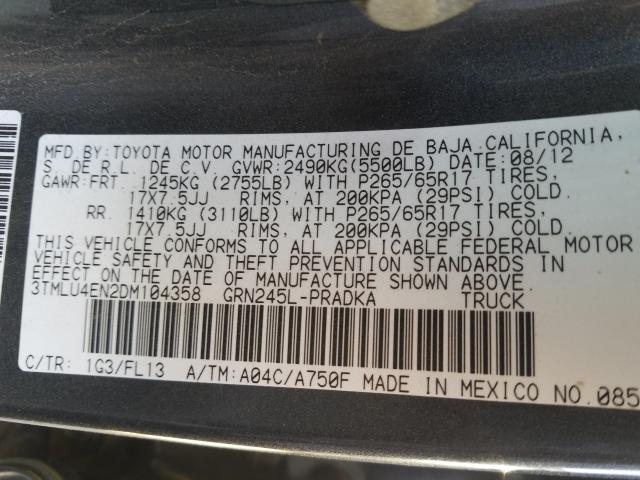 MFD BY:TOYOTA MOTOR MANUFACTURING DE BAJA CALIFORNIA,
S. DE R.L. DE C.V. GVWR:2490KG(5500LB) DATE:08/12
GAWR:FRT. 1245KG (2755LB) WITH P265/65R17 TIRES,
17X7.5JJ RIMS, AT 200KPA (29PSI) COLD.
RR. 1410KG (3110LB) WITH P265/65R17 TIRES,
17X7.5JJ RIMS, AT 200KPA (29PSI) COLD.
THIS VEHICLE CONFORMS TO ALL APPLICABLE FEDERAL MOTOR
VEHICLE SAFETY AND THEFT PREVENTION STANDARDS IN
EFFECT ON THE DATE OF MANUFACTURE SHOWN ABOVE.
3TMLU4EN2DM104358 GRN245L-PRADKA TRUCK
C/TR: 1G3/FL13 A/TM:A04C/A750F MADE IN MEXICO NO.085